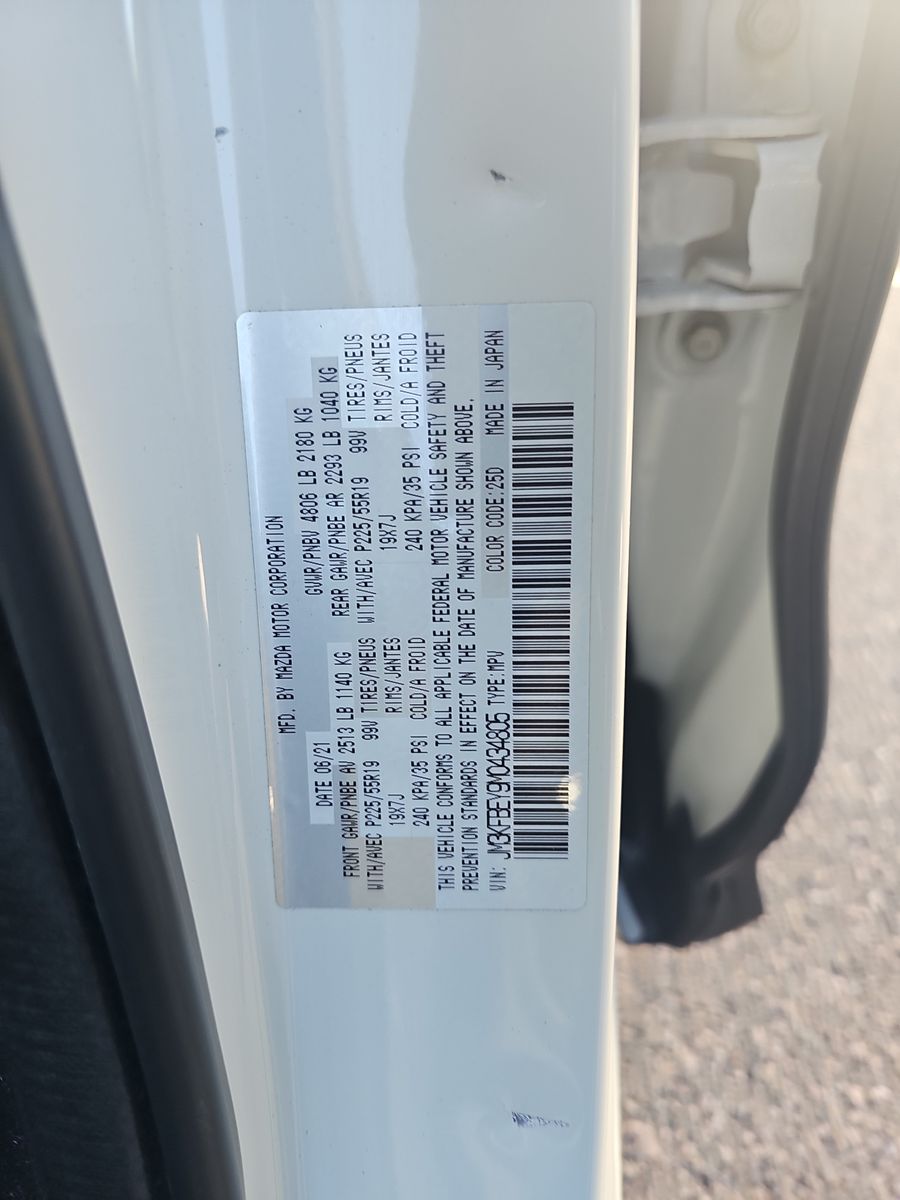 MFD. BY MAZDA MOTOR CORPORATION
DATE 06/21 GVWR/PNBV 4806 LB 2180 KG
FRONT GAWR/PNBE AV 2513 LB 1140 KG REAR GAWR/PNBE AR 2293 LB 1040 KG
WITH/AVEC P225/55R19 99V TIRES/PNEUS WITH/AVEC P225/55R19 99V TIRES/PNEUS
19X7J RIMS/JANTES 19X7J RIMS/JANTES
240 KPA/35 PSI COLD/A FROID 240 KPA/35 PSI COLD/A FROID
THIS VEHICLE CONFORMS TO ALL APPLICABLE FEDERAL MOTOR VEHICLE SAFETY AND THEFT
PREVENTION STANDARDS IN EFFECT ON THE DATE OF MANUFACTURE SHOWN ABOVE.
VIN: JM3KFBEY9M0434805 TYPE:MPV COLOR CODE:25D MADE IN JAPAN